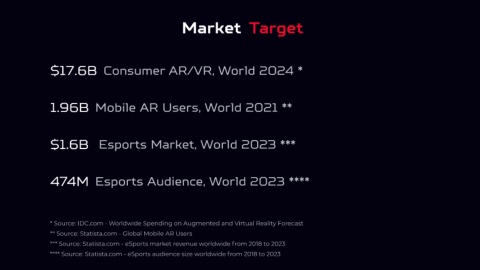 Market Target
$17.6B Consumer AR/VR, World 2024 *
1.96B Mobile AR Users, World 2021 **
$1.6B Esports Market, World 2023 ***
474M Esports Audience, World 2023 ****
* Source: IDC.com - Worldwide Spending on Augmented and Virtual Reality Forecast
** Source: Statista.com - Global Mobile AR Users
*** Source: Statista.com - eSports market revenue worldwide from 2018 to 2023
**** Source: Statista.com - eSports audience size worldwide from 2018 to 2023